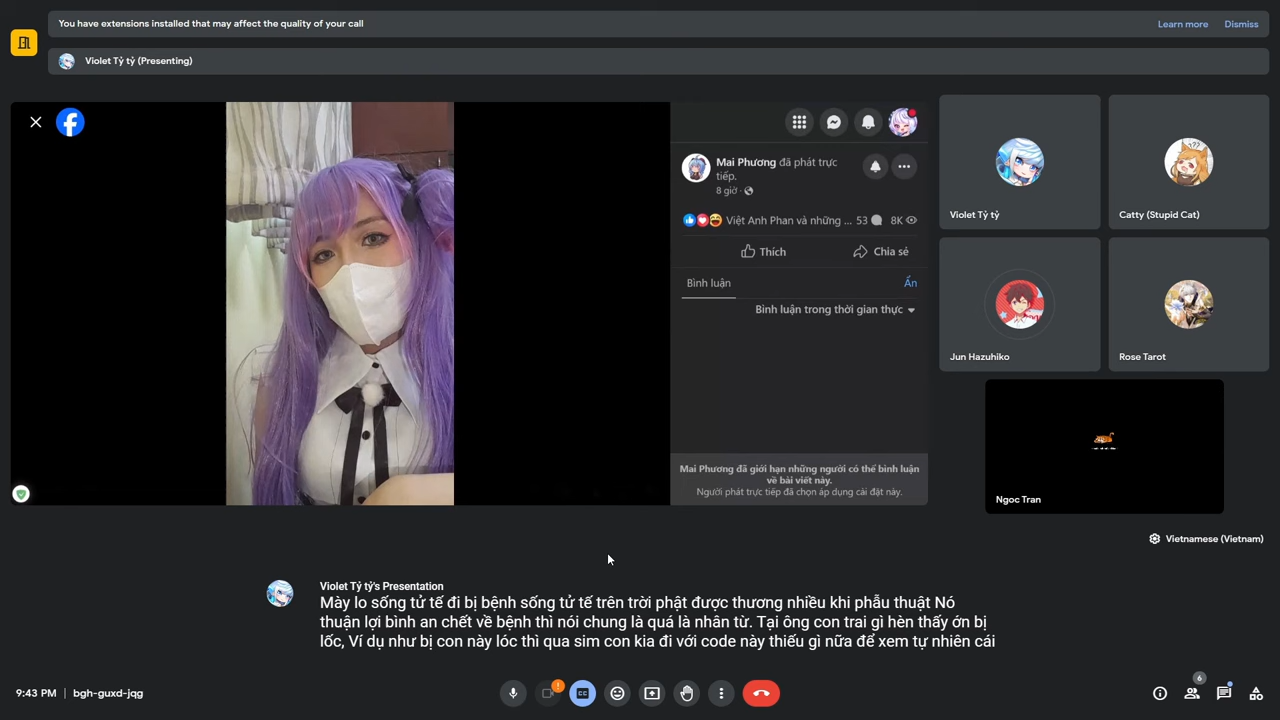 You have extensions installed that may affect the quality of your call
Learn more
Dismiss
Violet Tỷ tỷ (Presenting)
Mai Phương đã phát trực
tiếp.
8 giờ ·
Việt Anh Phan và những ... 53 8K
Thích
Chia sẻ
Bình luận
Ẩn
Bình luận trong thời gian thực
Mai Phương đã giới hạn những người có thể bình luận
về bài viết này.
Người phát trực tiếp đã chọn áp dụng cài đặt này.
Violet Tỷ tỷ
Catty (Stupid Cat)
Jun Hazuhiko
Rose Tarot
Ngoc Tran
Vietnamese (Vietnam)
Violet Tỷ tỷ's Presentation
Mày lo sống tử tế đi bị bệnh sống tử tế trên trời phật được thương nhiều khi phẫu thuật Nó
thuận lợi bình an chết về bệnh thì nói chung là quá là nhân từ. Tại ông con trai gì hèn thấy ớn bị
lốc, Ví dụ như bị con này lóc thì qua sim con kia đi với code này thiếu gì nữa để xem tự nhiên cái
9:43 PM | bgh-guxd-jqg
CC
6